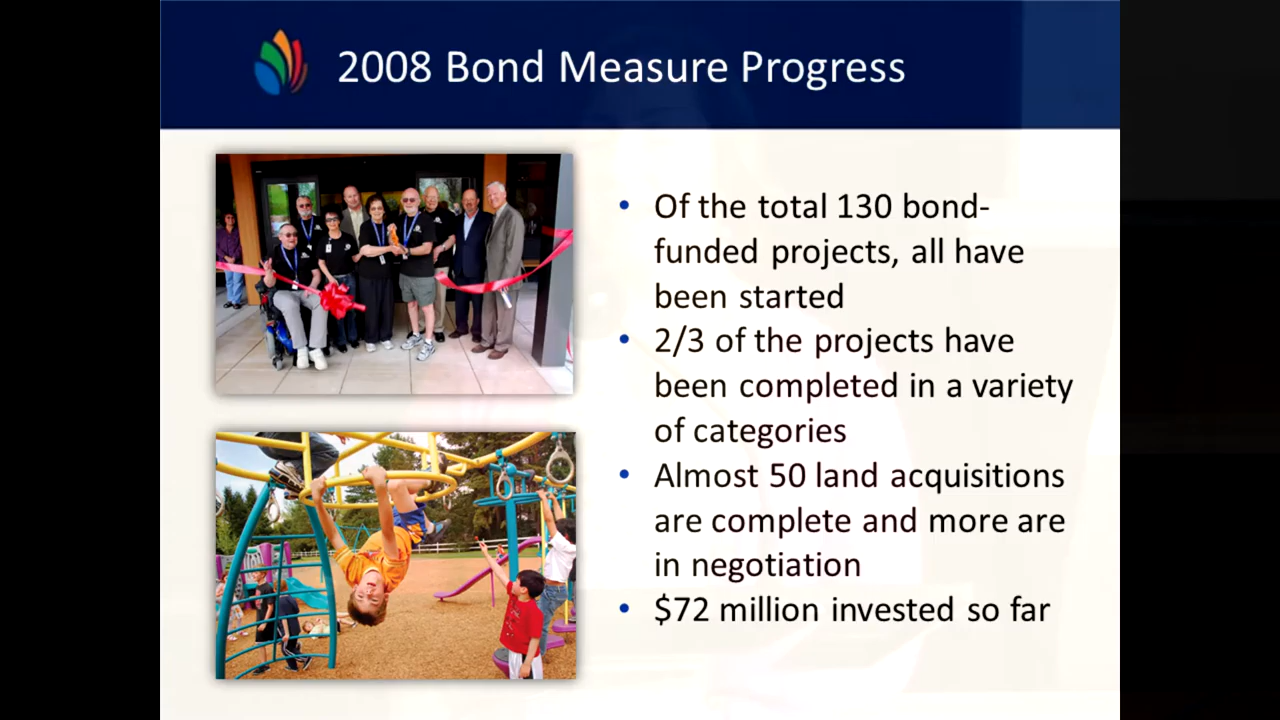 2008 Bond Measure Progress
• Of the total 130 bond-
funded projects, all have
been started
• 2/3 of the projects have
been completed in a variety
of categories
• Almost 50 land acquisitions
are complete and more are
in negotiation
• $72 million invested so far